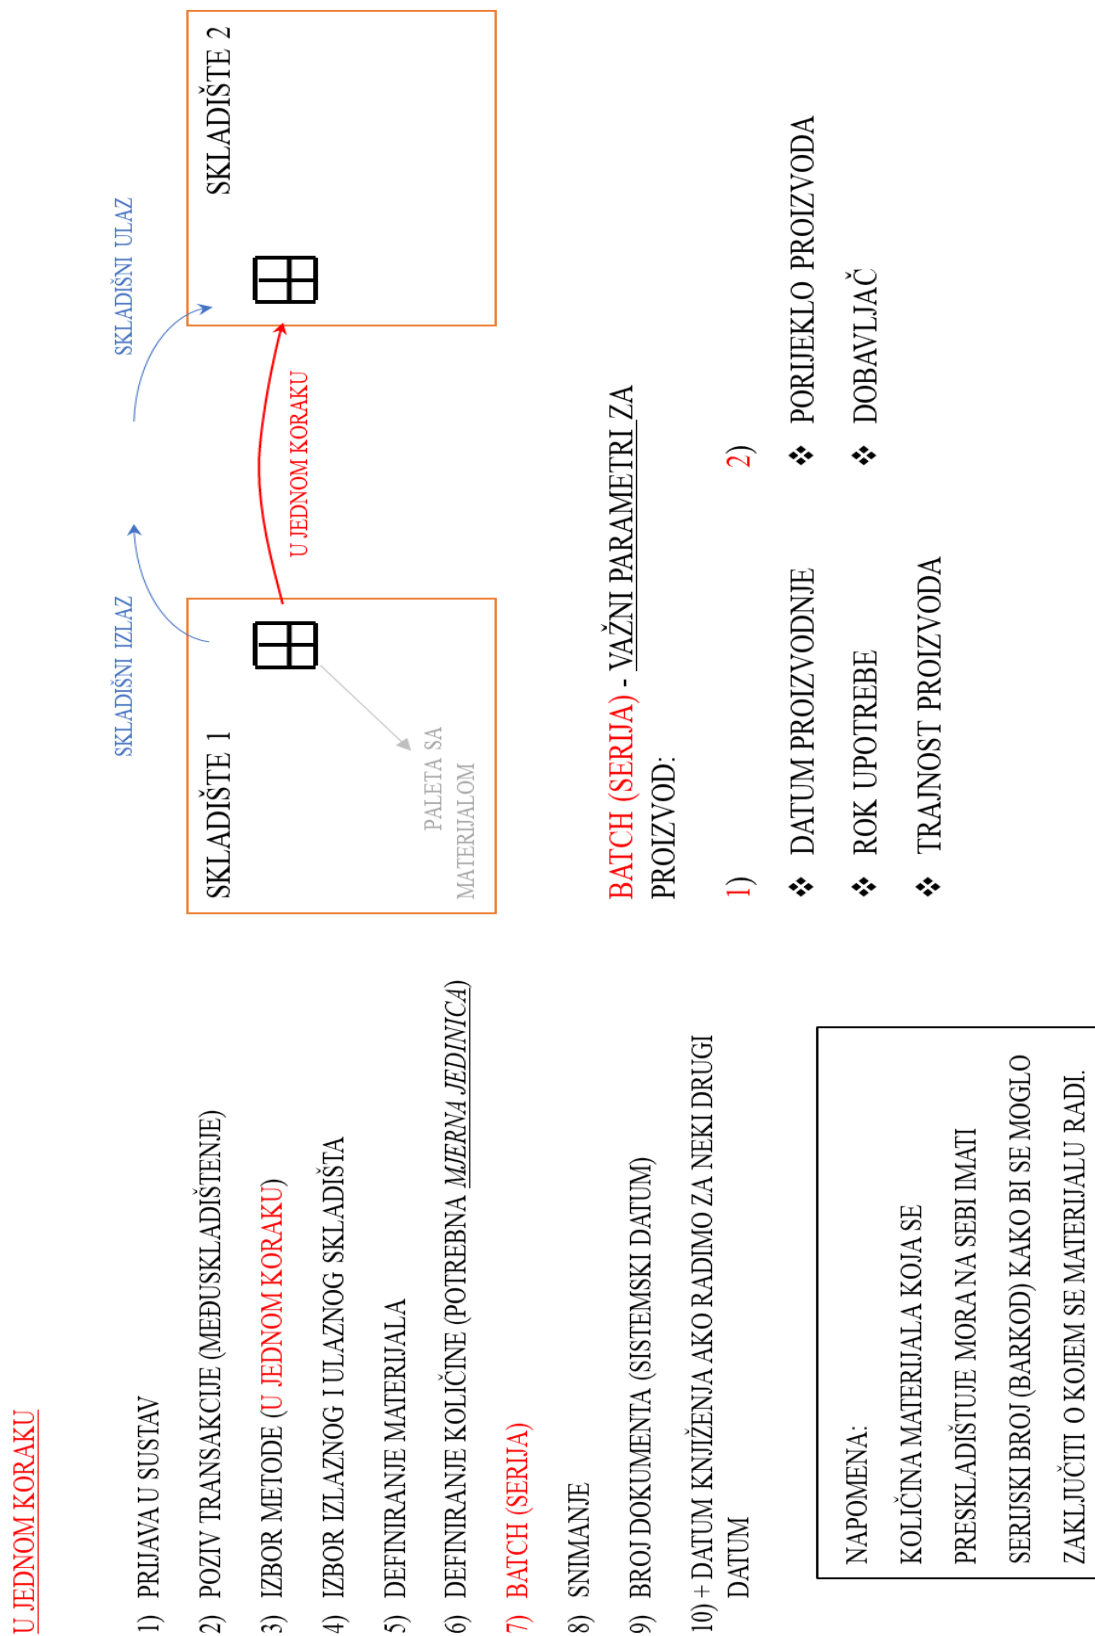 U JEDNOM KORAKU
1) PRIJAVA U SUSTAV
2) POZIV TRANSAKCIJE (MEĐUSKLADIŠTENJE)
3) IZBOR METODE (U JEDNOM KORAKU)
4) IZBOR IZLAZNOG I ULAZNOG SKLADIŠTA
5) DEFINIRANJE MATERIJALA
6) DEFINIRANJE KOLIČINE (POTREBNA MJERNA JEDINICA)
7) BATCH (SERIJA)
8) SNIMANJE
9) BROJ DOKUMENTA (SISTEMSKI DATUM)
10) + DATUM KNJIŽENJA AKO RADIMO ZA NEKI DRUGI
DATUM
NAPOMENA:
KOLIČINA MATERIJALA KOJA SE
PRESKLADIŠTUJE MORA NA SEBI IMATI
SERIJSKI BROJ (BARKOD) KAKO BI SE MOGLO
ZAKLJUČITI O KOJEM SE MATERIJALU RADI.
SKLADIŠNI IZLAZ
SKLADIŠNI ULAZ
SKLADIŠTE 1
SKLADIŠTE 2
U JEDNOM KORAKU
PALETA SA
MATERIJALOM
BATCH (SERIJA) - VAŽNI PARAMETRI ZA
PROIZVOD:
1)
❖ DATUM PROIZVODNJE
❖ ROK UPOTREBE
❖ TRAJNOST PROIZVODA
2)
❖ PORIJEKLO PROIZVODA
❖ DOBAVLJAČ